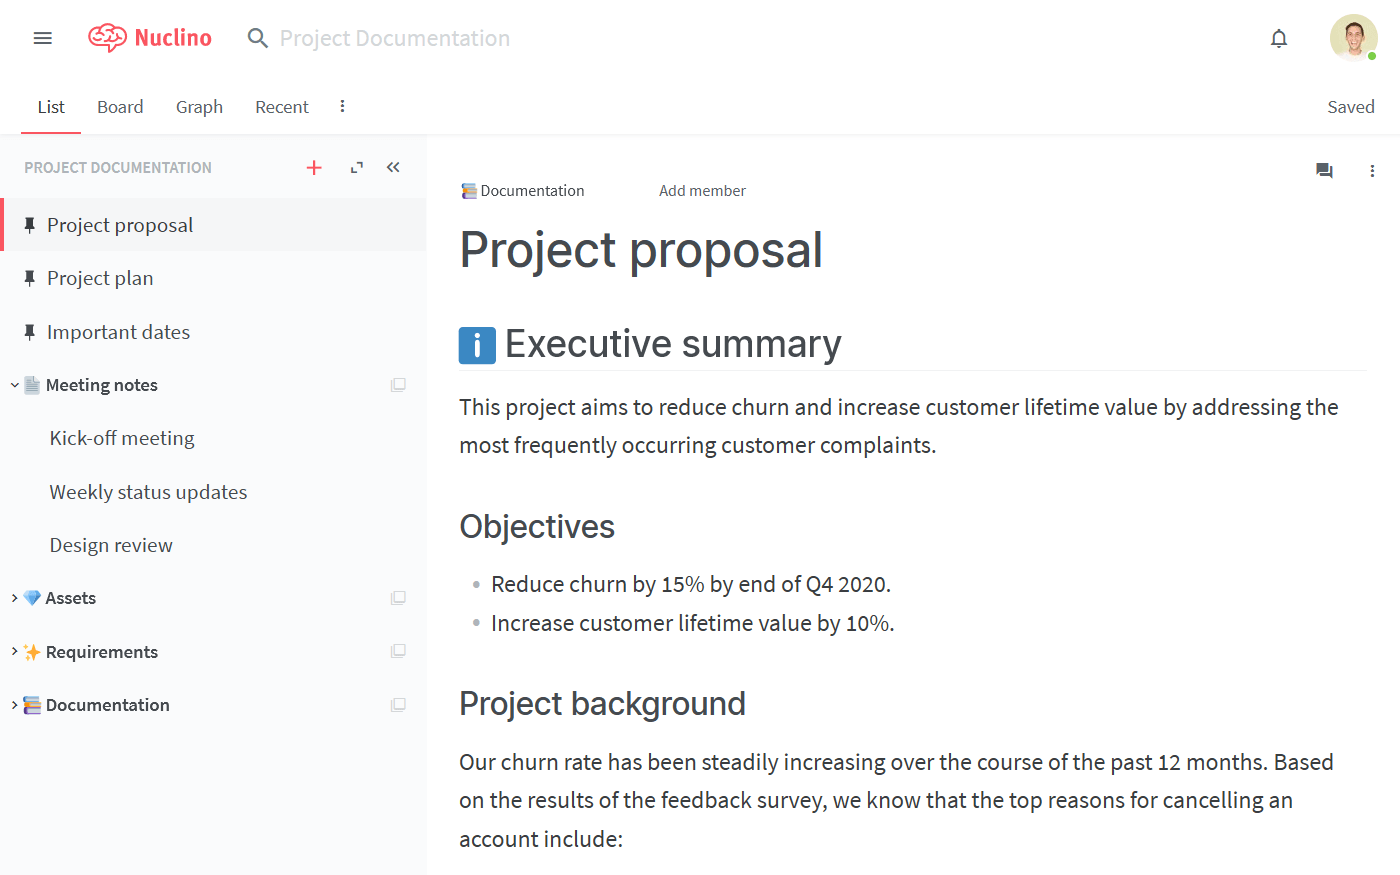 Nuclino
Project Documentation
List
Board
Graph
Recent
Saved
PROJECT DOCUMENTATION
Project proposal
Project plan
Important dates
Meeting notes
Kick-off meeting
Weekly status updates
Design review
Assets
Requirements
Documentation
Documentation
Add member
Project proposal
Executive summary
This project aims to reduce churn and increase customer lifetime value by addressing the
most frequently occurring customer complaints.
Objectives
Reduce churn by 15% by end of Q4 2020.
Increase customer lifetime value by 10%.
Project background
Our churn rate has been steadily increasing over the course of the past 12 months. Based
on the results of the feedback survey, we know that the top reasons for cancelling an
account include: